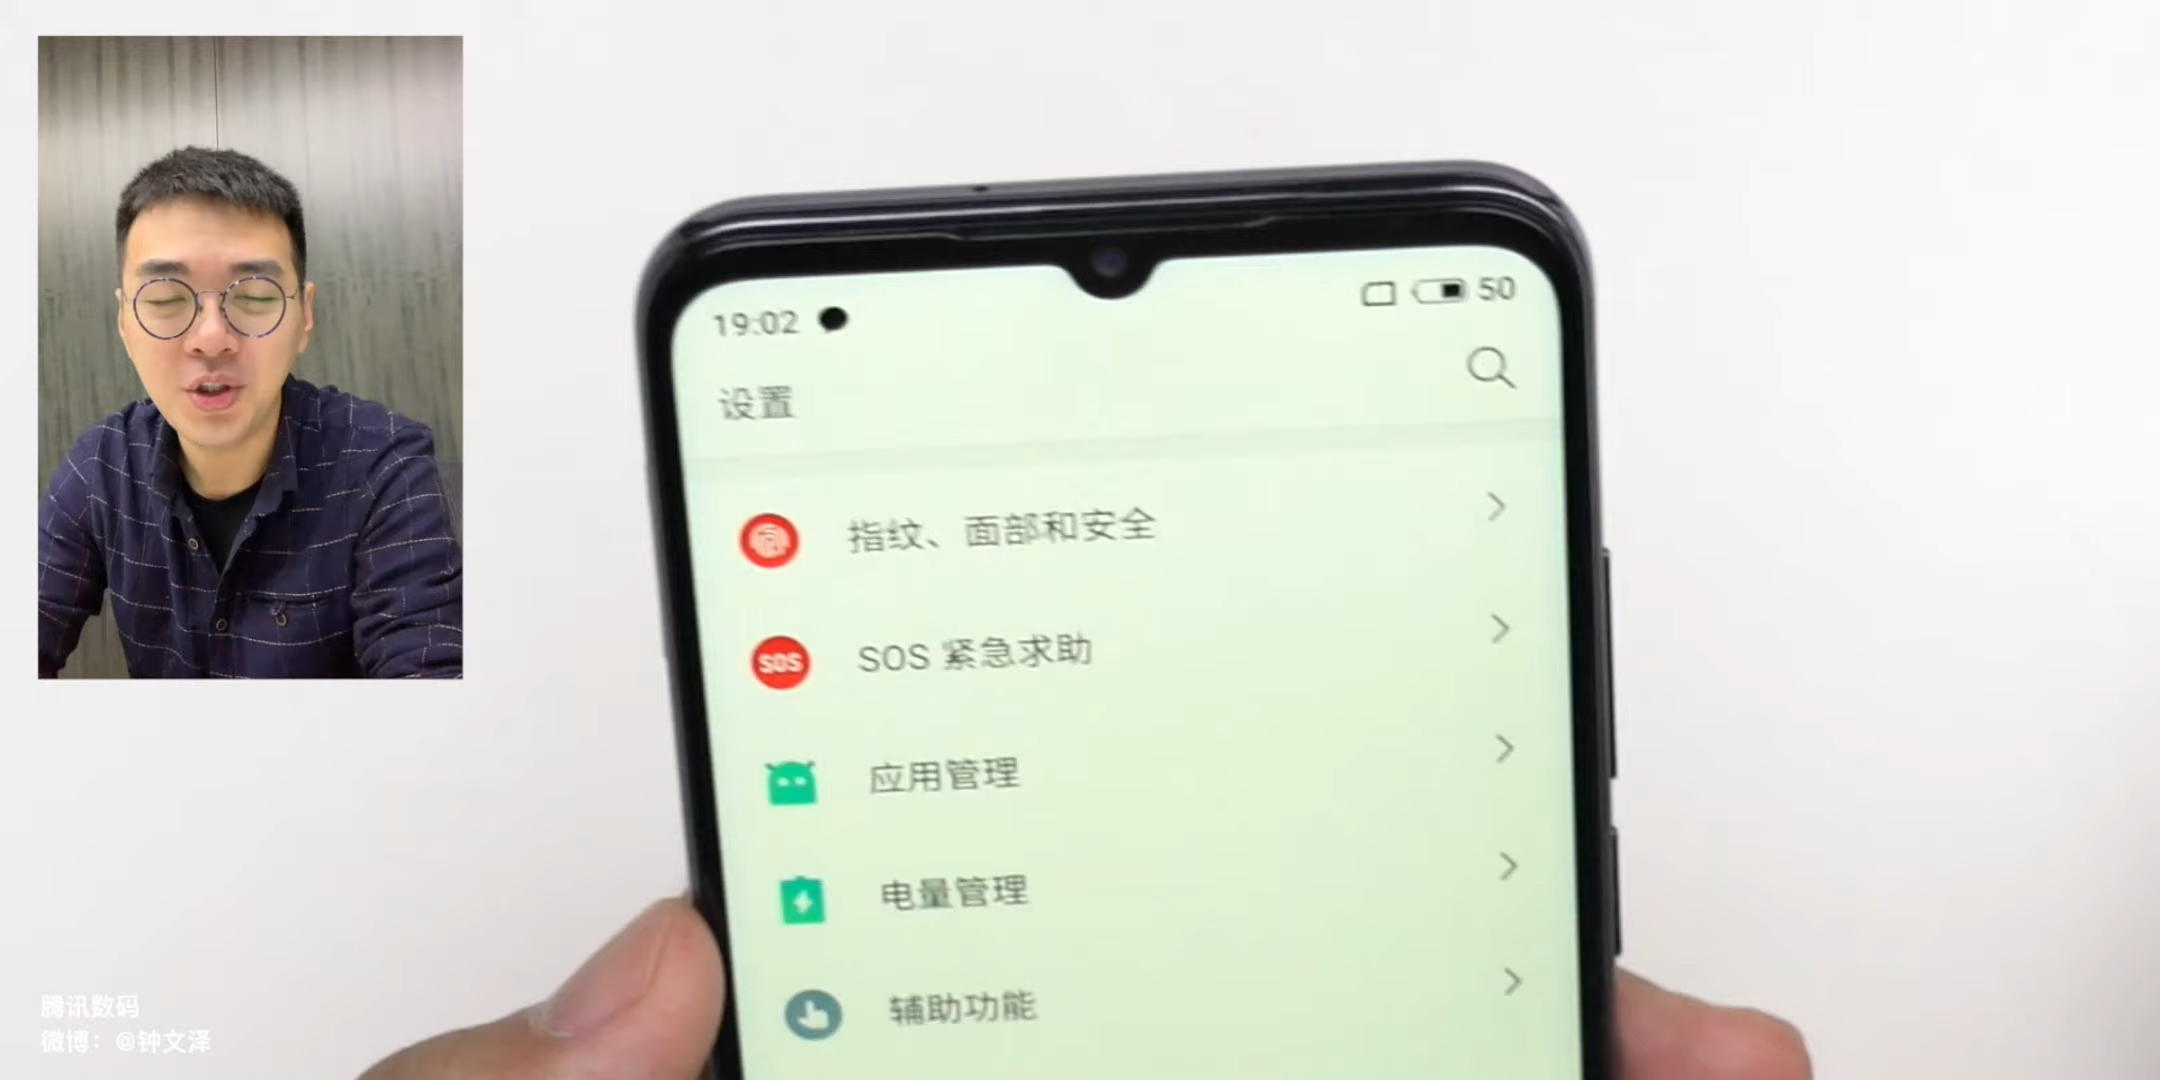 19:02
50
设置
指纹、面部和安全
SOS
SOS 紧急求助
应用管理
电量管理
辅助功能
腾讯数码
微博：@钟文泽